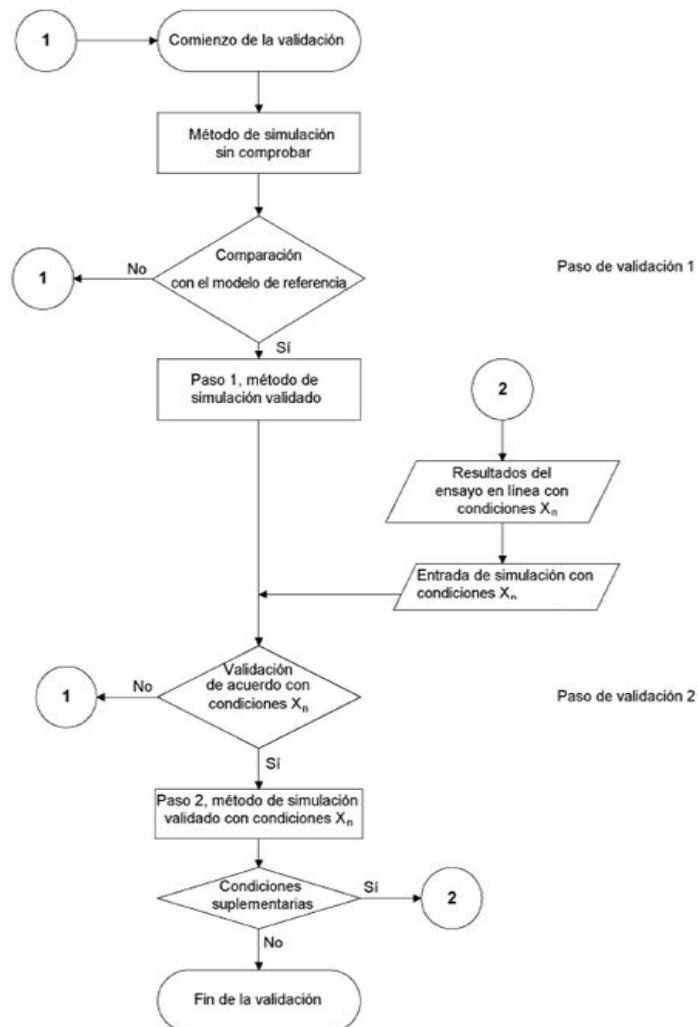 1
Comienzo de la validación
Método de simulación
sin comprobar
Comparación
con el modelo de referencia
No
1
Paso de validación 1
Sí
Paso 1, método de
simulación validado
2
Resultados del
ensayo en línea con
condiciones Xn
Entrada de simulación con
condiciones Xn.
Validación
de acuerdo con
condiciones Xn
No
1
Paso de validación 2
Sí
Paso 2, método de simulación
validado con condiciones Xn
Condiciones
suplementarias
Sí
2
No
Fin de la validación